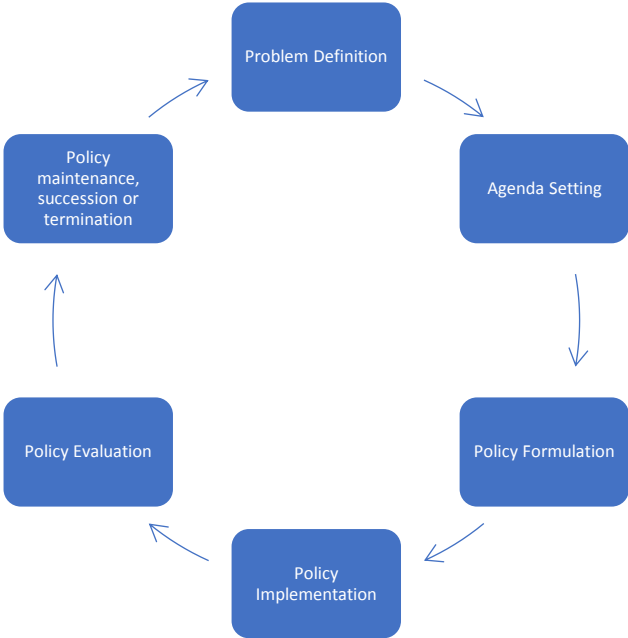 Problem Definition
Agenda Setting
Policy Formulation
Policy
Implementation
Policy Evaluation
Policy
maintenance,
succession or
termination